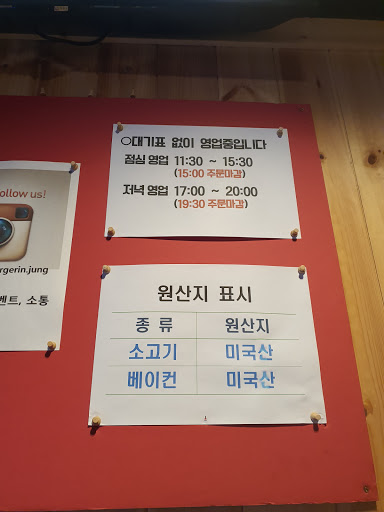 ollow us!
rgerin.jung
벤트, 소통
○대기표 없이 영업중입니다
점심 영업 11:30 ~ 15:30
(15:00 주문마감)
저녁 영업 17:00 ~ 20:00
(19:30 주문마감)
원산지 표시
종 류 원산지
소고기 미국산
베이컨 미국산